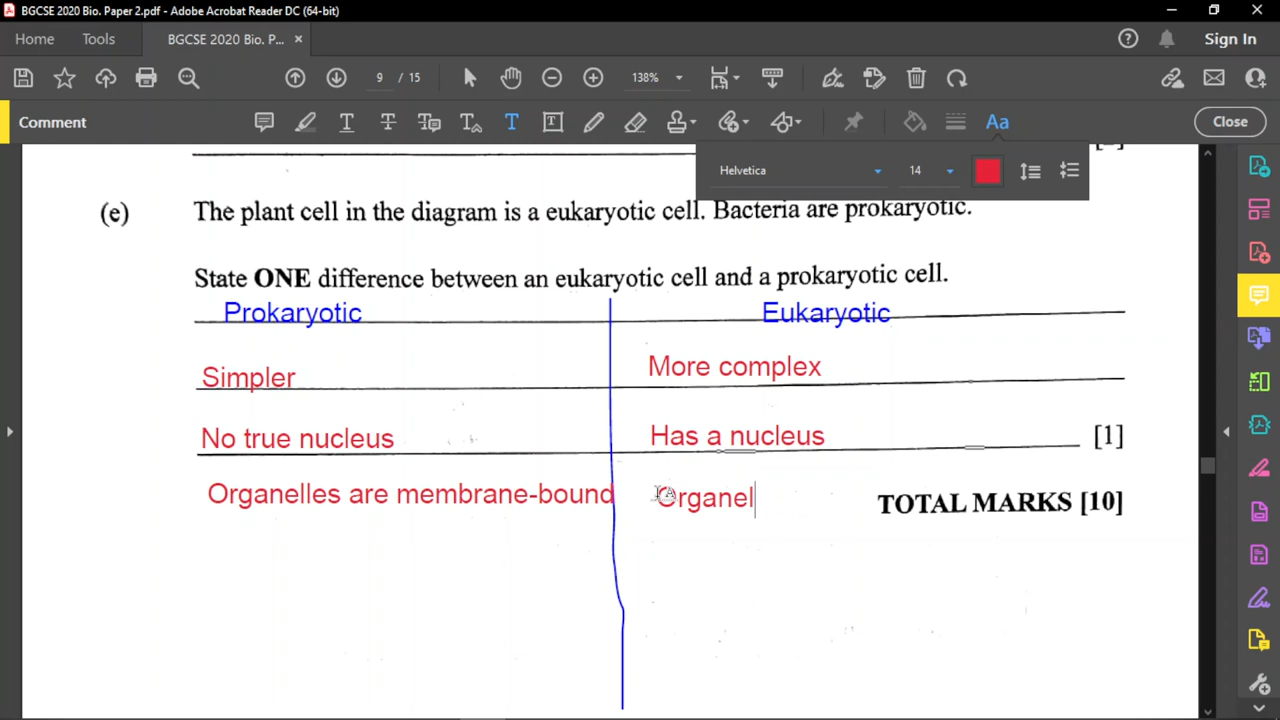 BGCSE 2020 Bio. Paper 2.pdf - Adobe Acrobat Reader DC (64-bit)
Home Tools BGCSE 2020 Bio. P... × Sign In
9 / 15 138%
Comment Close
Helvetica 14
(e) The plant cell in the diagram is a eukaryotic cell. Bacteria are prokaryotic.
State ONE difference between an eukaryotic cell and a prokaryotic cell.
Prokaryotic Eukaryotic
Simpler More complex
No true nucleus Has a nucleus [1]
Organelles are membrane-bound Organel TOTAL MARKS [10]